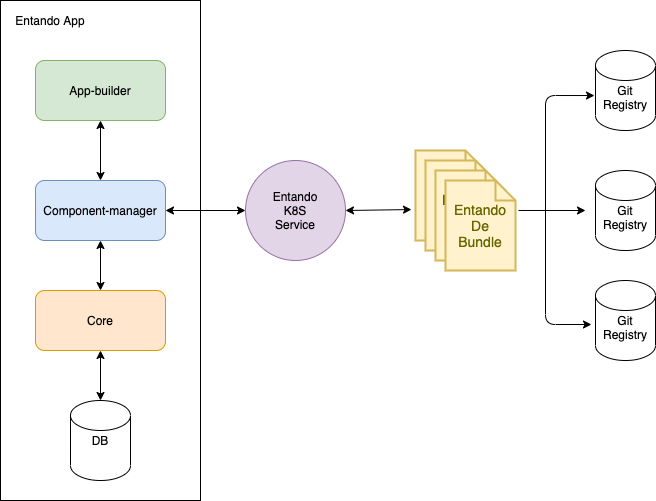 Entando App
App-builder
Component-manager
Core
DB
Entando
K8S
Service
Entando
De
Bundle
Git
Registry
Git
Registry
Git
Registry